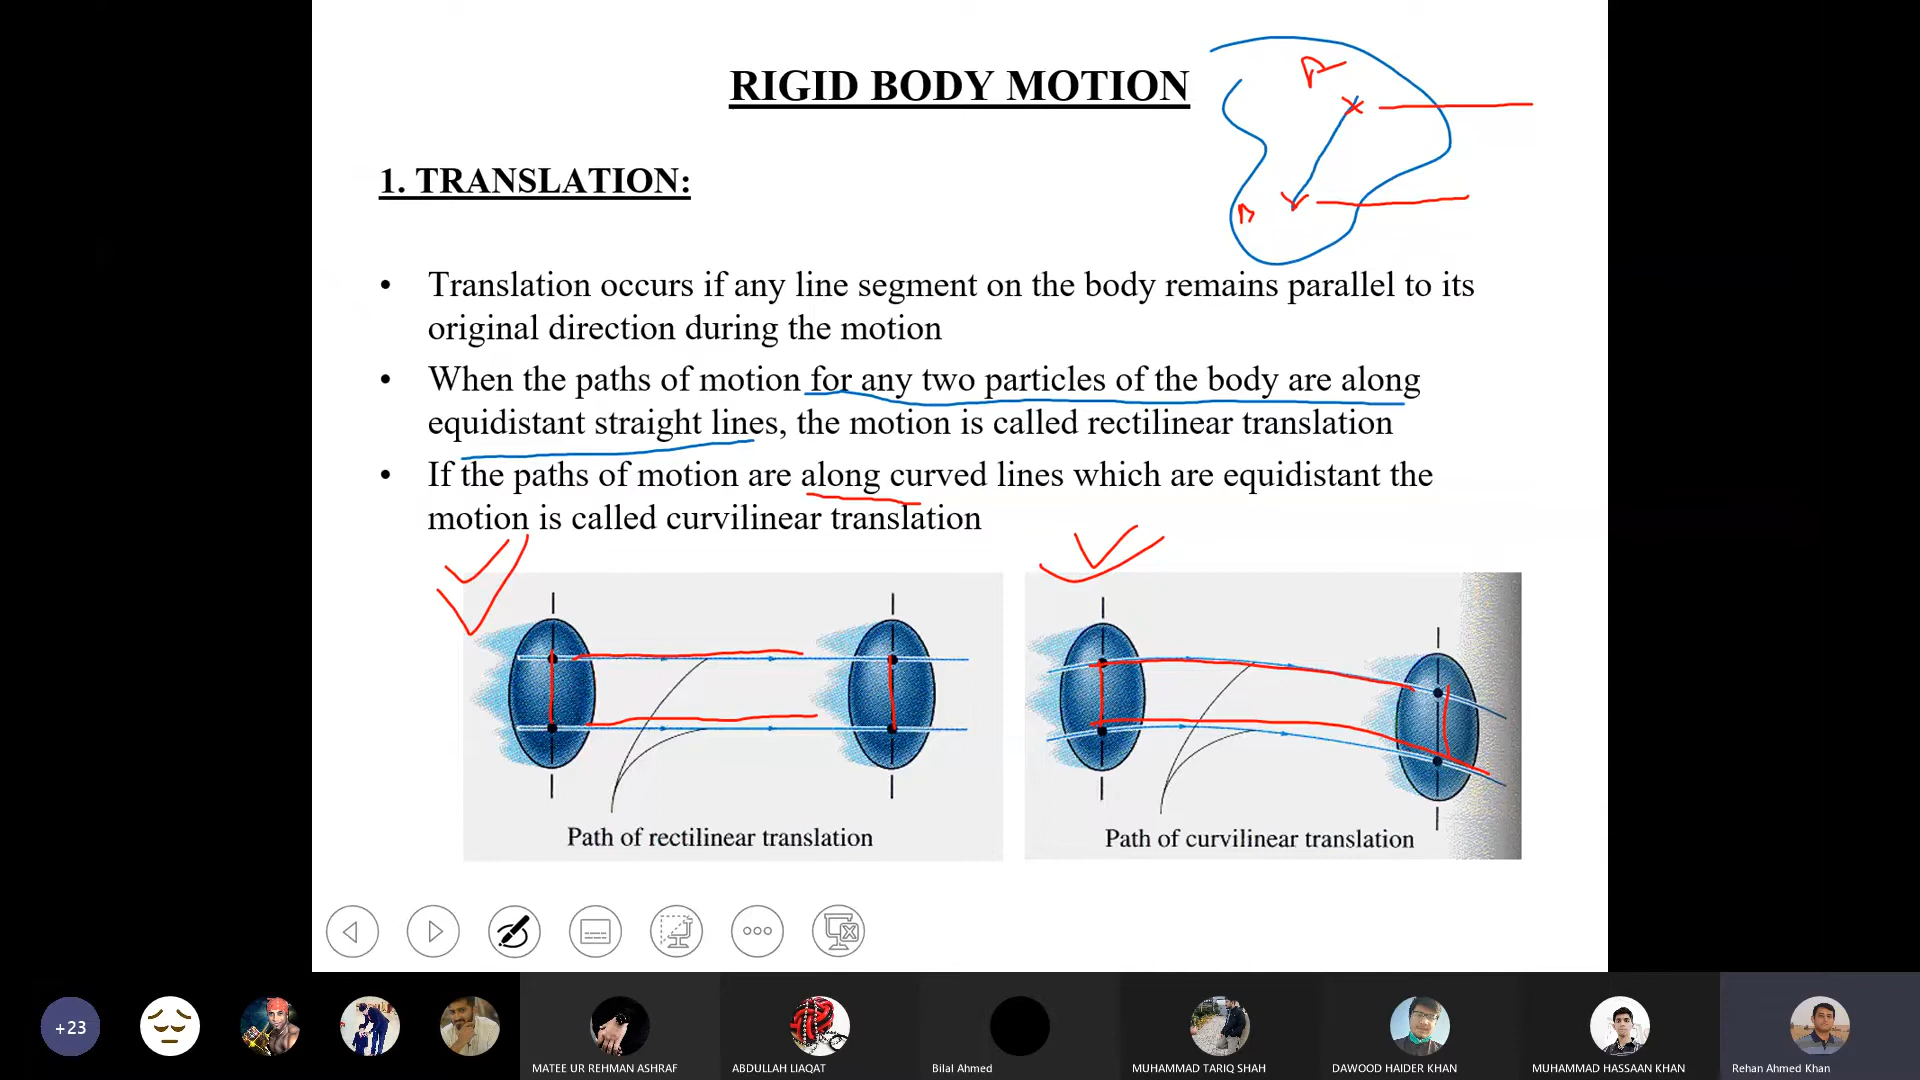 RIGID BODY MOTION
A
B
1. TRANSLATION:
• Translation occurs if any line segment on the body remains parallel to its
original direction during the motion
• When the paths of motion for any two particles of the body are along
equidistant straight lines, the motion is called rectilinear translation
• If the paths of motion are along curved lines which are equidistant the
motion is called curvilinear translation
Path of rectilinear translation
Path of curvilinear translation
+23
MATEE UR REHMAN ASHRAF
ABDULLAH LIAQAT
Bilal Ahmed
MUHAMMAD TARIQ SHAH
DAWOOD HAIDER KHAN
MUHAMMAD HASSAAN KHAN
Rehan Ahmed Khan